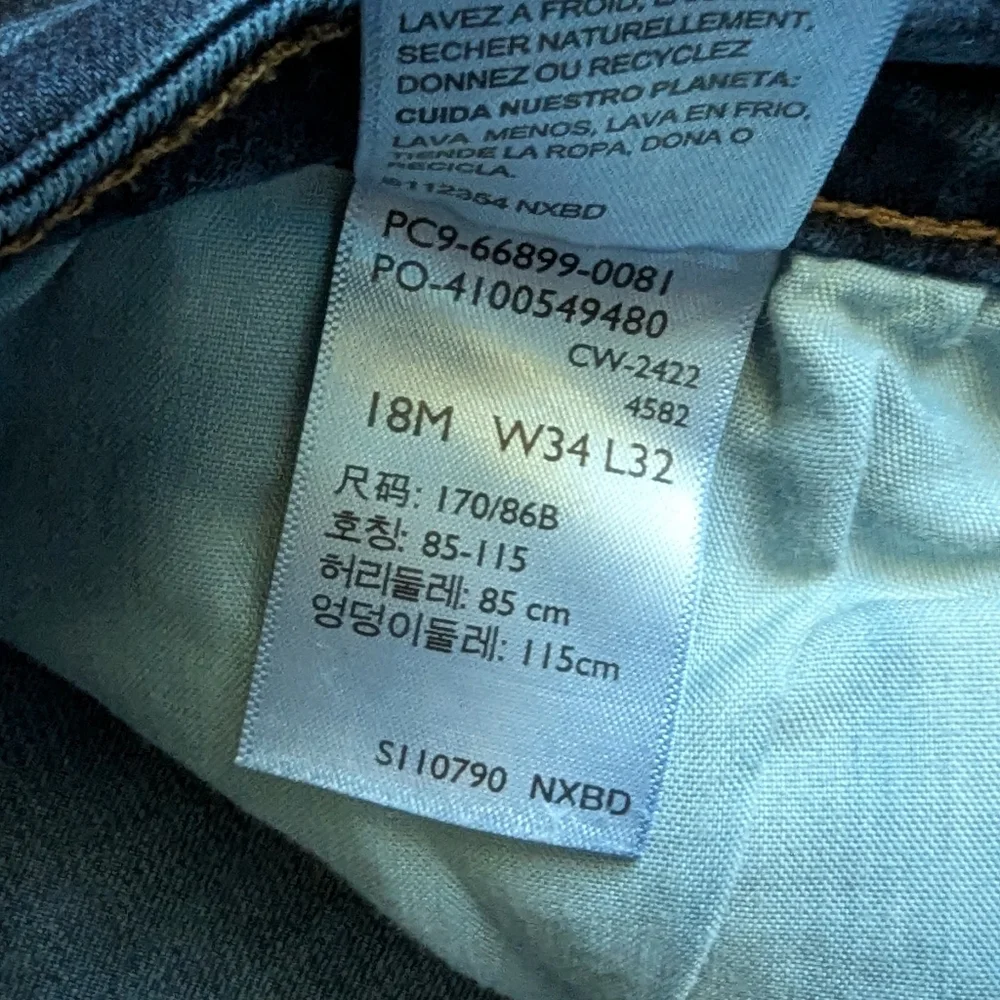 LAVEZ A FROID,
SECHER NATURELLEMENT,
DONNEZ OU RECYCLEZ
CUIDA NUESTRO PLANETA:
LAVA MENOS, LAVA EN FRIO,
TIENDE LA ROPA, DONA O
RECICLA.
S112354 NXBD
PC9-66899-0081
PO-4100549480
CW-2422
4582
18M W34 L32
尺码: 170/86B
호칭: 85-115
허리둘레: 85 cm
엉덩이둘레: 115cm
S110790 NXBD